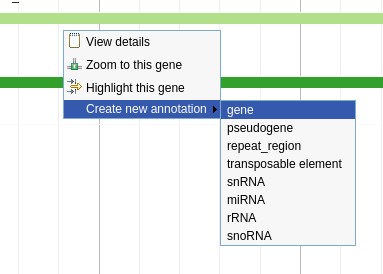 View details
Zoom to this gene
Highlight this gene
Create new annotation
gene
pseudogene
repeat_region
transposable element
snRNA
miRNA
rRNA
snoRNA